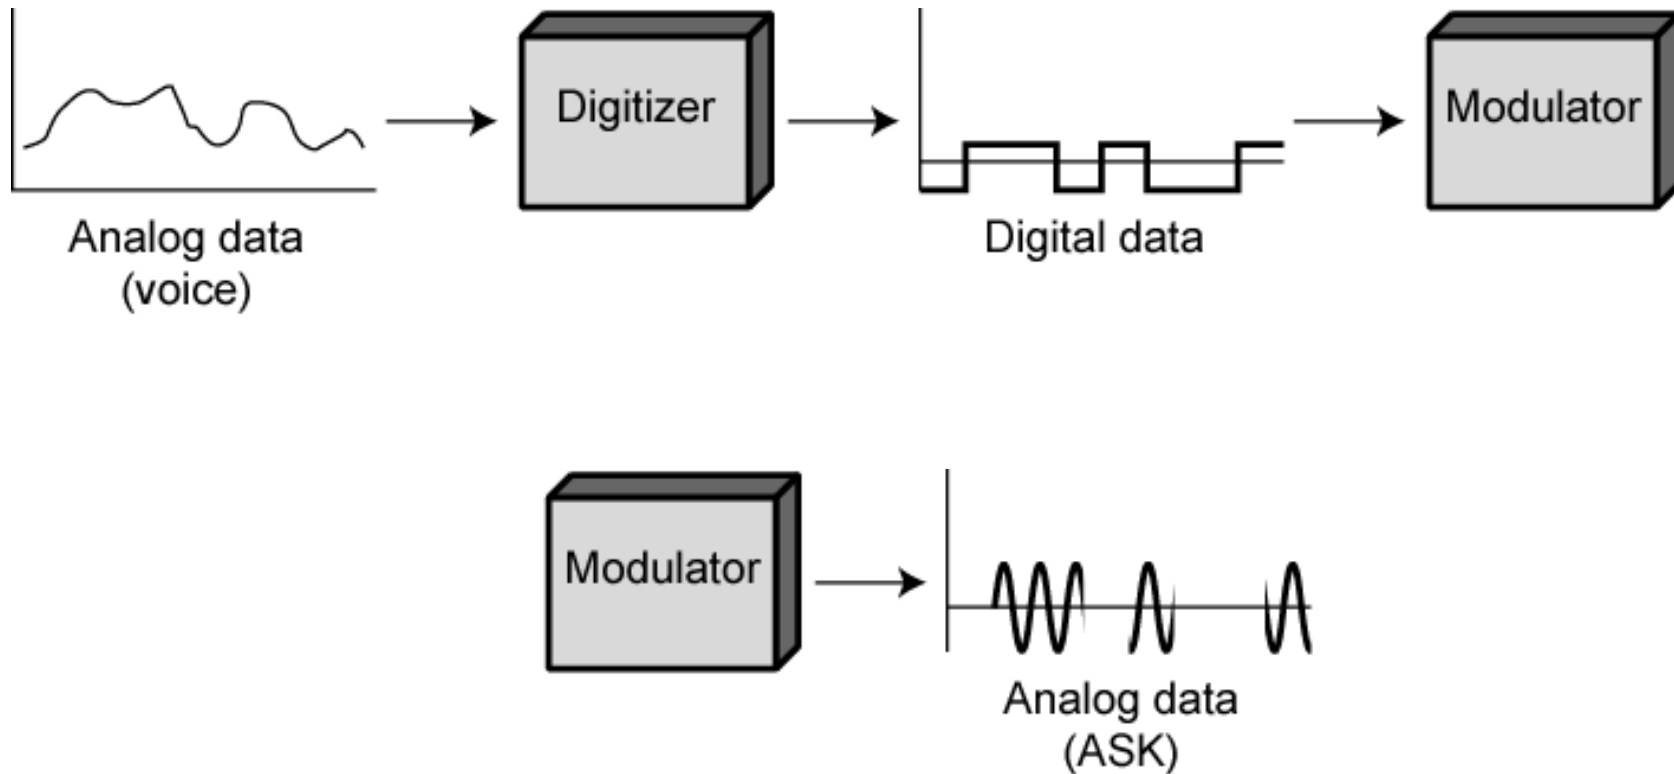 Digitizer
Modulator
Analog data
(voice)
Digital data
Modulator
Analog data
(ASK)